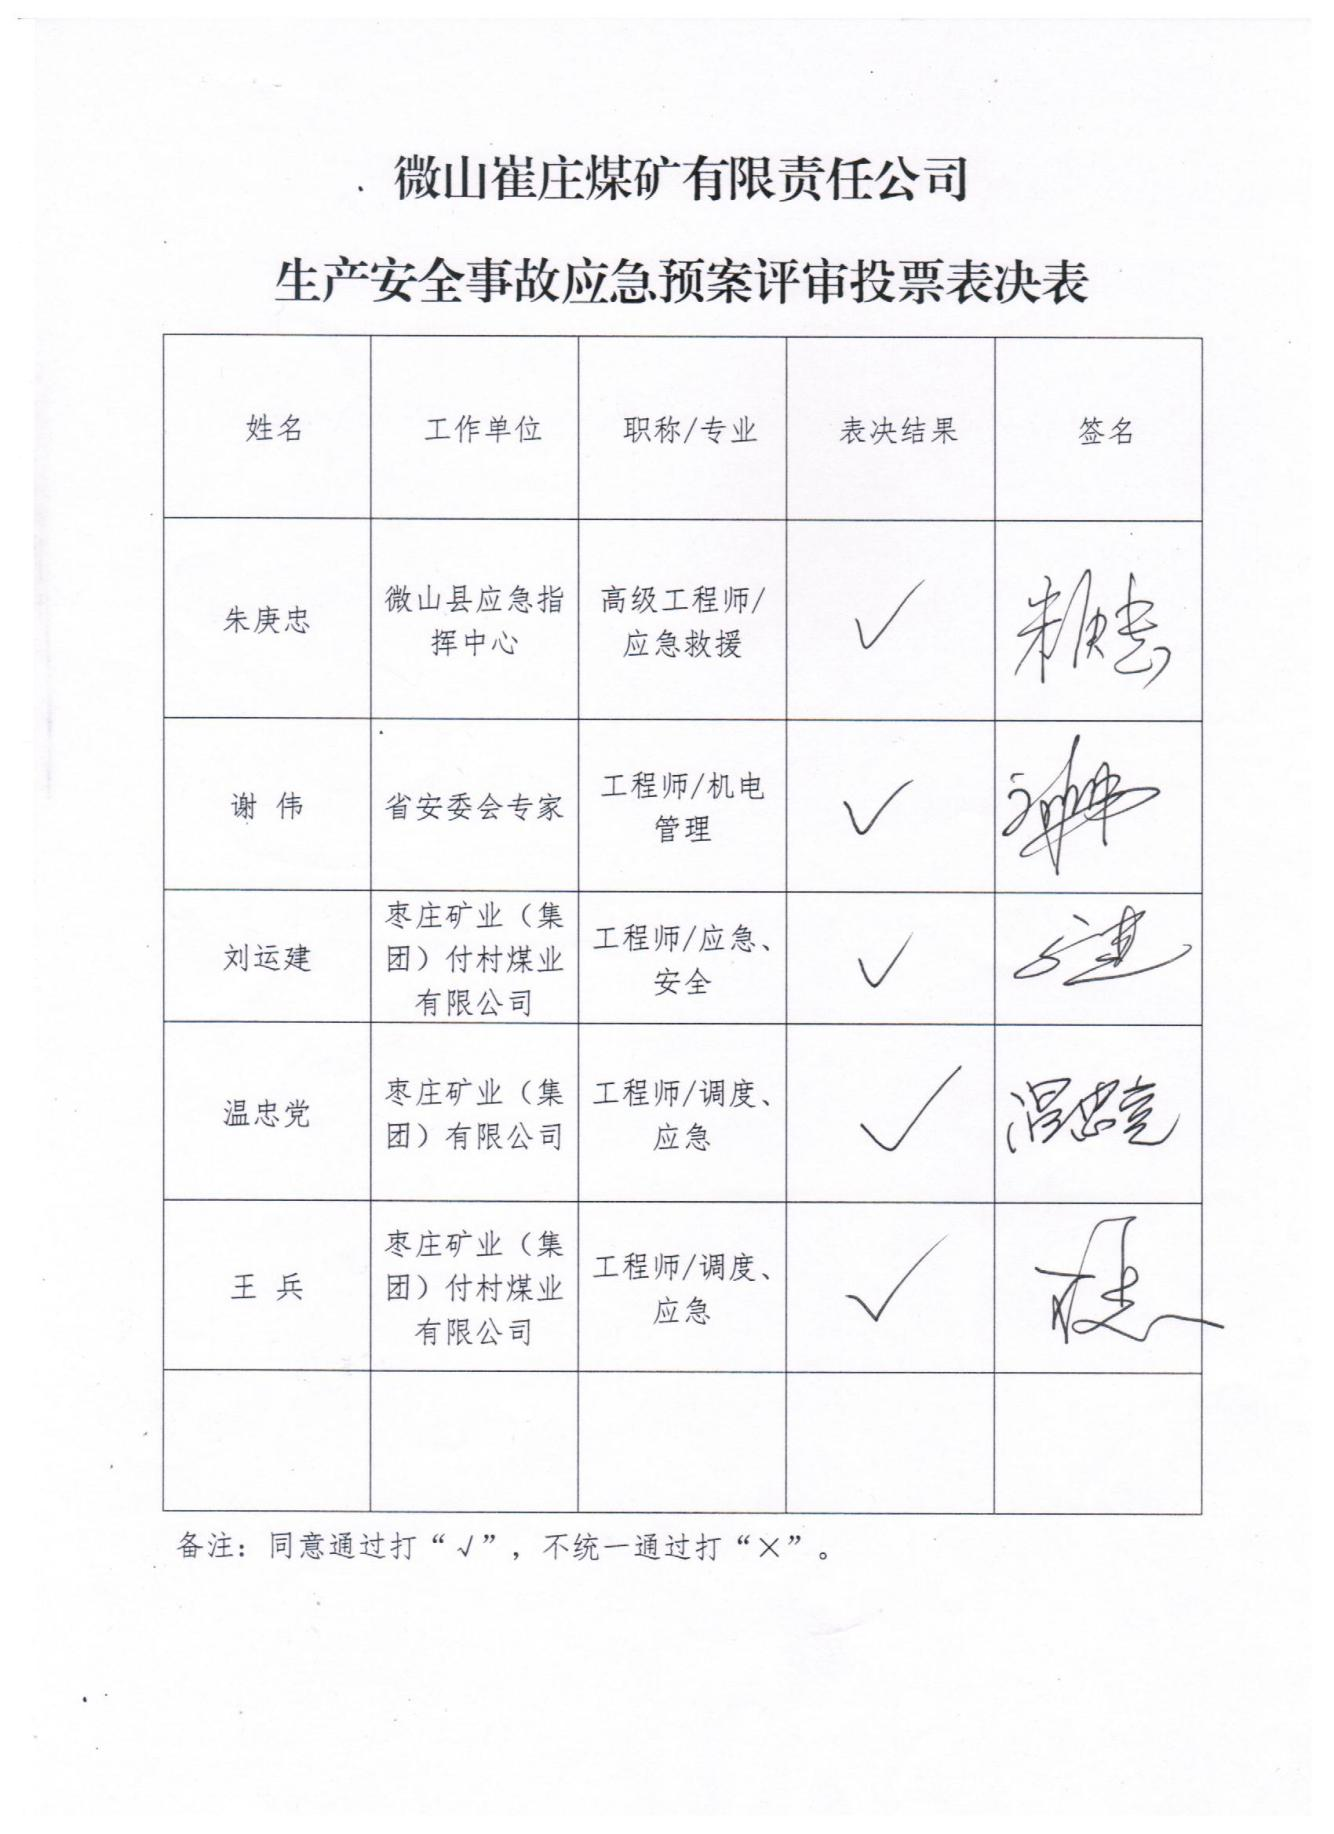 微山崔庄煤矿有限责任公司
生产安全事故应急预案评审投票表决表
姓名 工作单位 职称/专业 表决结果 签名
朱庚忠 微山县应急指 高级工程师/ √ 朱庚忠
挥中心 应急救援
谢 伟 省安委会专家 工程师/机电 √ 谢伟
管理
刘运建 枣庄矿业（集 工程师/应急、 √
团）付村煤业 安全
有限公司
温忠党 枣庄矿业（集 工程师/调度、 √ 温忠党
团）有限公司 应急
王 兵 枣庄矿业（集 工程师/调度、 √
团）付村煤业 应急
有限公司
备注：同意通过打“√”，不统一通过打“×”。